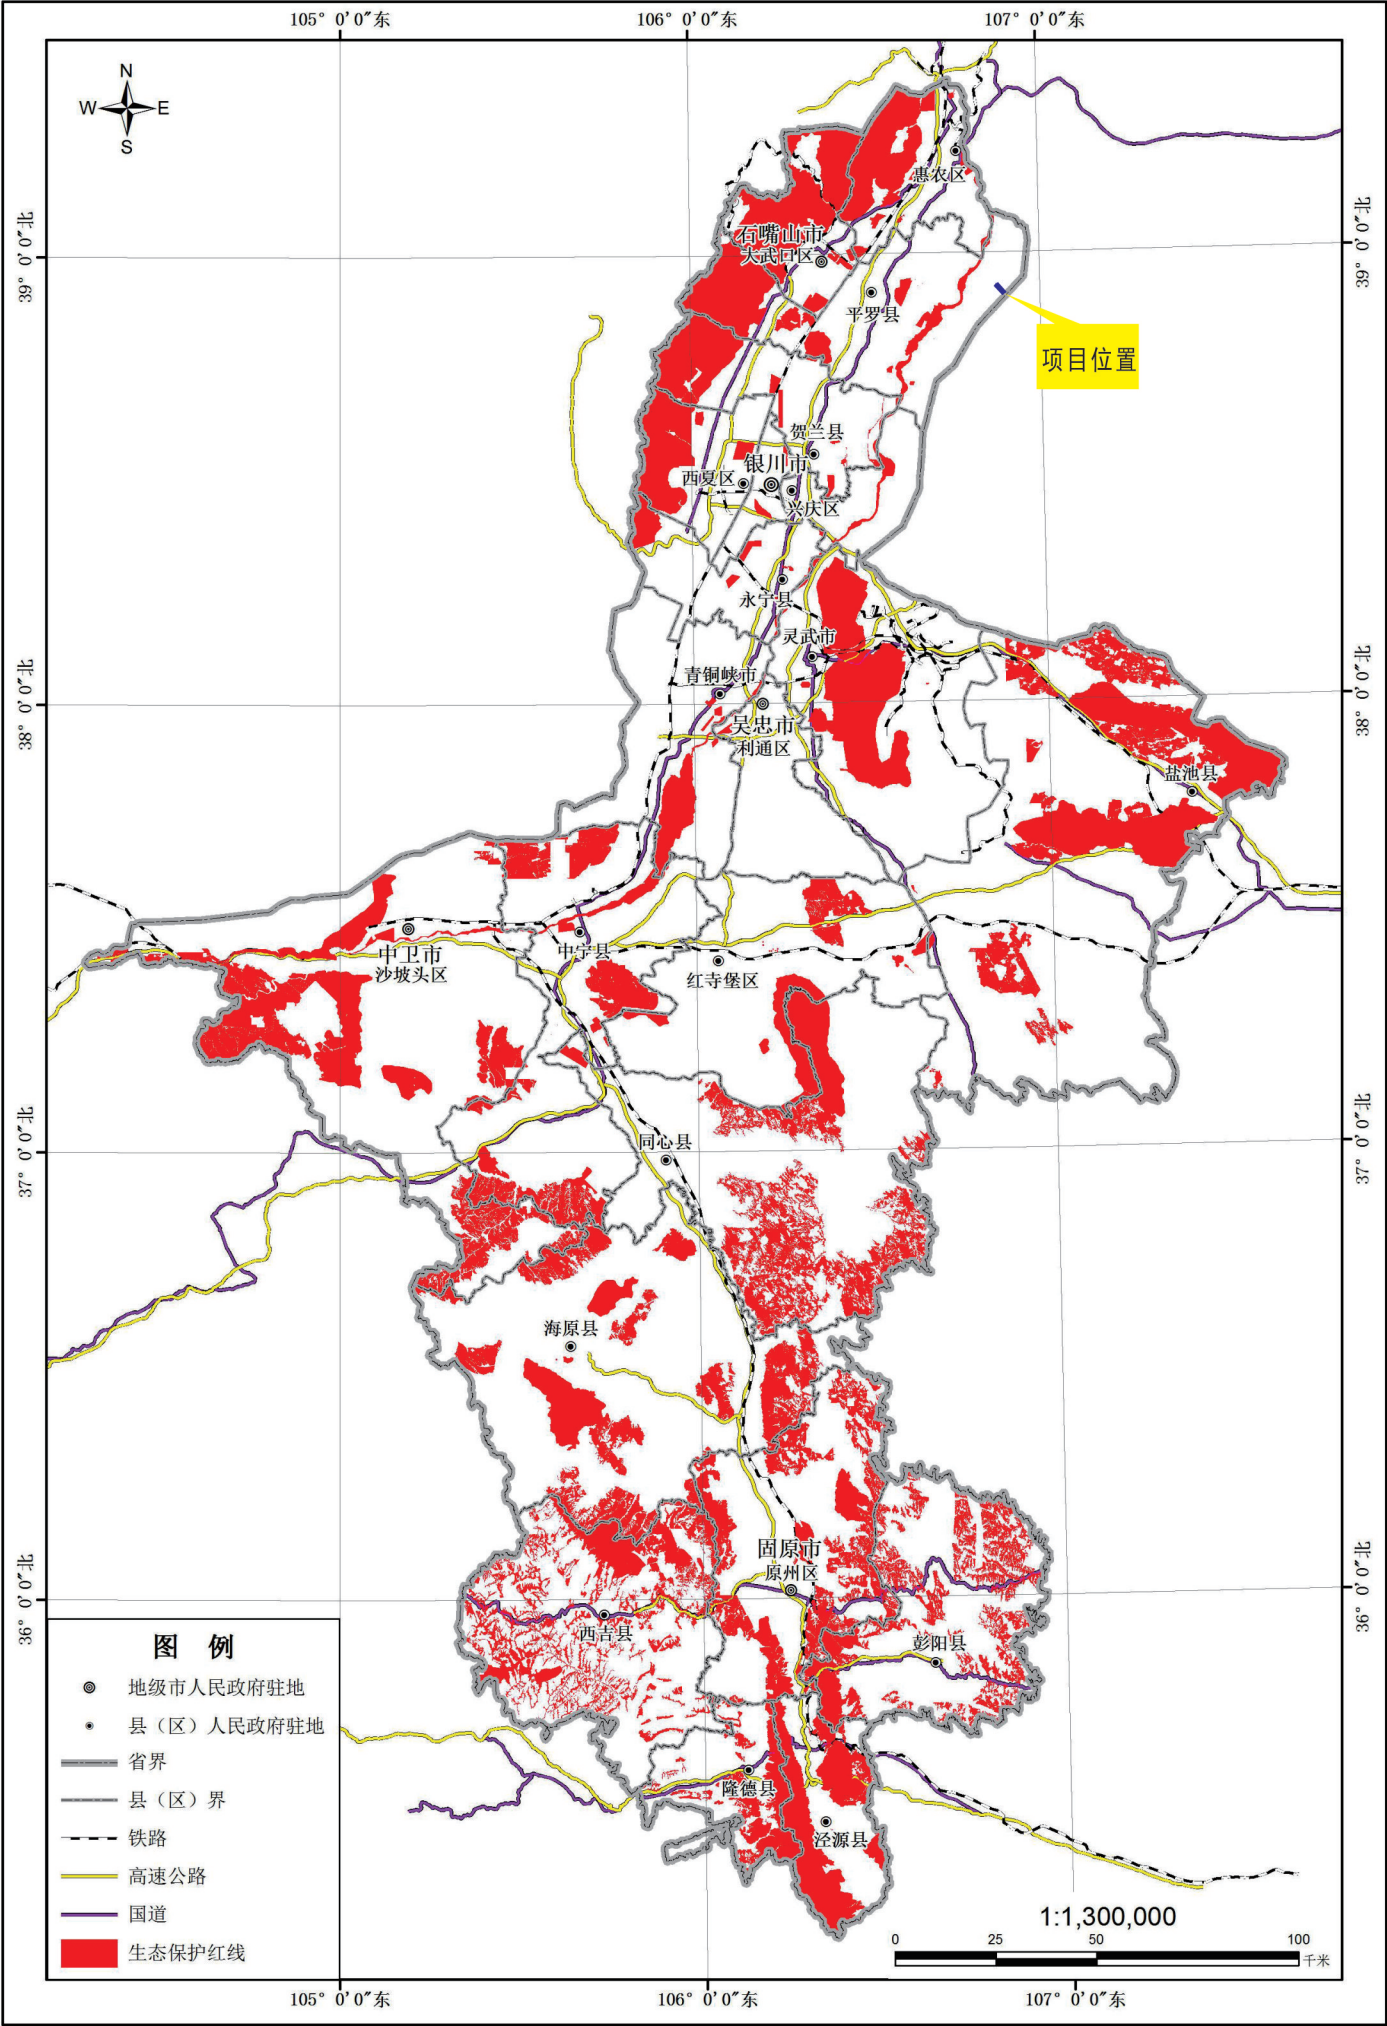 105° 0′0″东
106° 0′0″东
107° 0′0″东
N
W
E
S
39° 0′0″北
39° 0′0″北
惠农区
石嘴山市
大武口区
平罗县
项目位置
贺兰县
银川市
西夏区
兴庆区
永宁县
灵武市
38° 0′0″北
38° 0′0″北
青铜峡市
吴忠市
利通区
盐池县
中卫市
沙坡头区
中宁县
红寺堡区
37° 0′0″北
37° 0′0″北
同心县
海原县
固原市
原州区
36° 0′0″北
36° 0′0″北
西吉县
彭阳县
隆德县
泾源县
图 例
地级市人民政府驻地
县（区）人民政府驻地
省界
县（区）界
铁路
高速公路
国道
生态保护红线
1:1,300,000
0 25 50 100
千米
105° 0′0″东
106° 0′0″东
107° 0′0″东